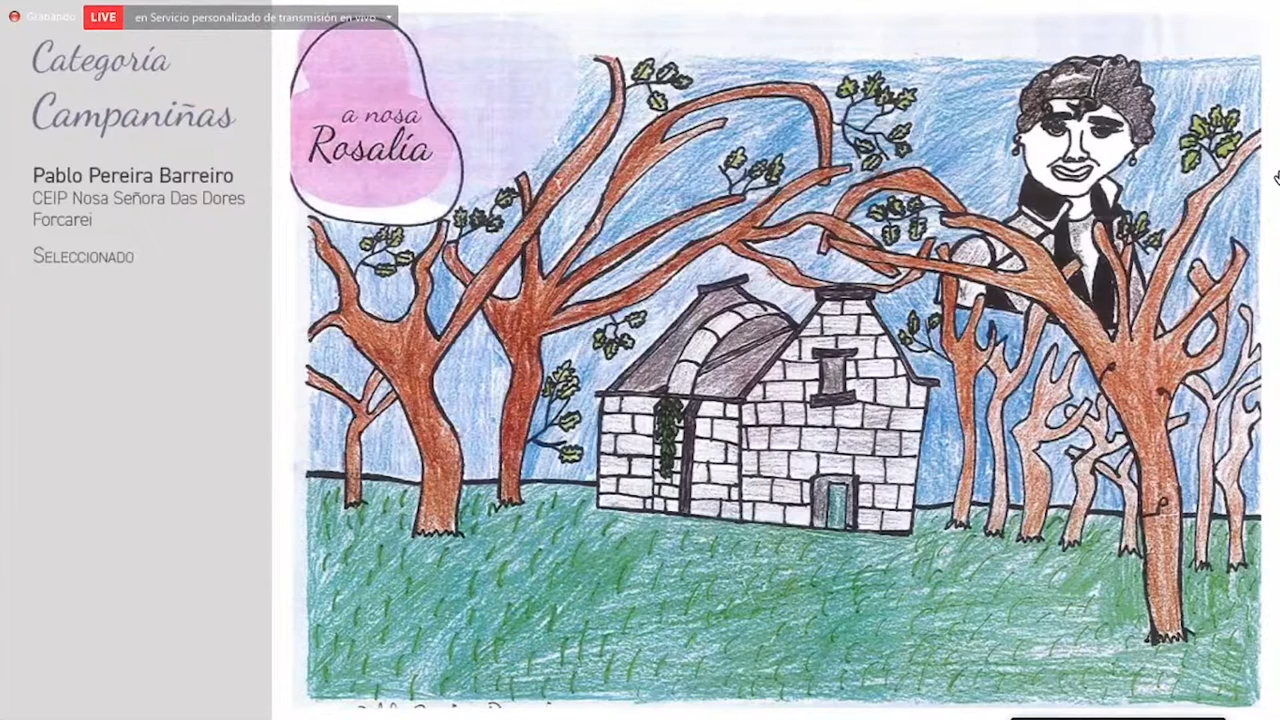 Grabando
LIVE
en Servicio personalizado de transmisión en vivo
Categoría
Campaniñas
Pablo Pereira Barreiro
CEIP Nosa Señora Das Dores
Forcarei
SELECCIONADO
a nosa
Rosalía